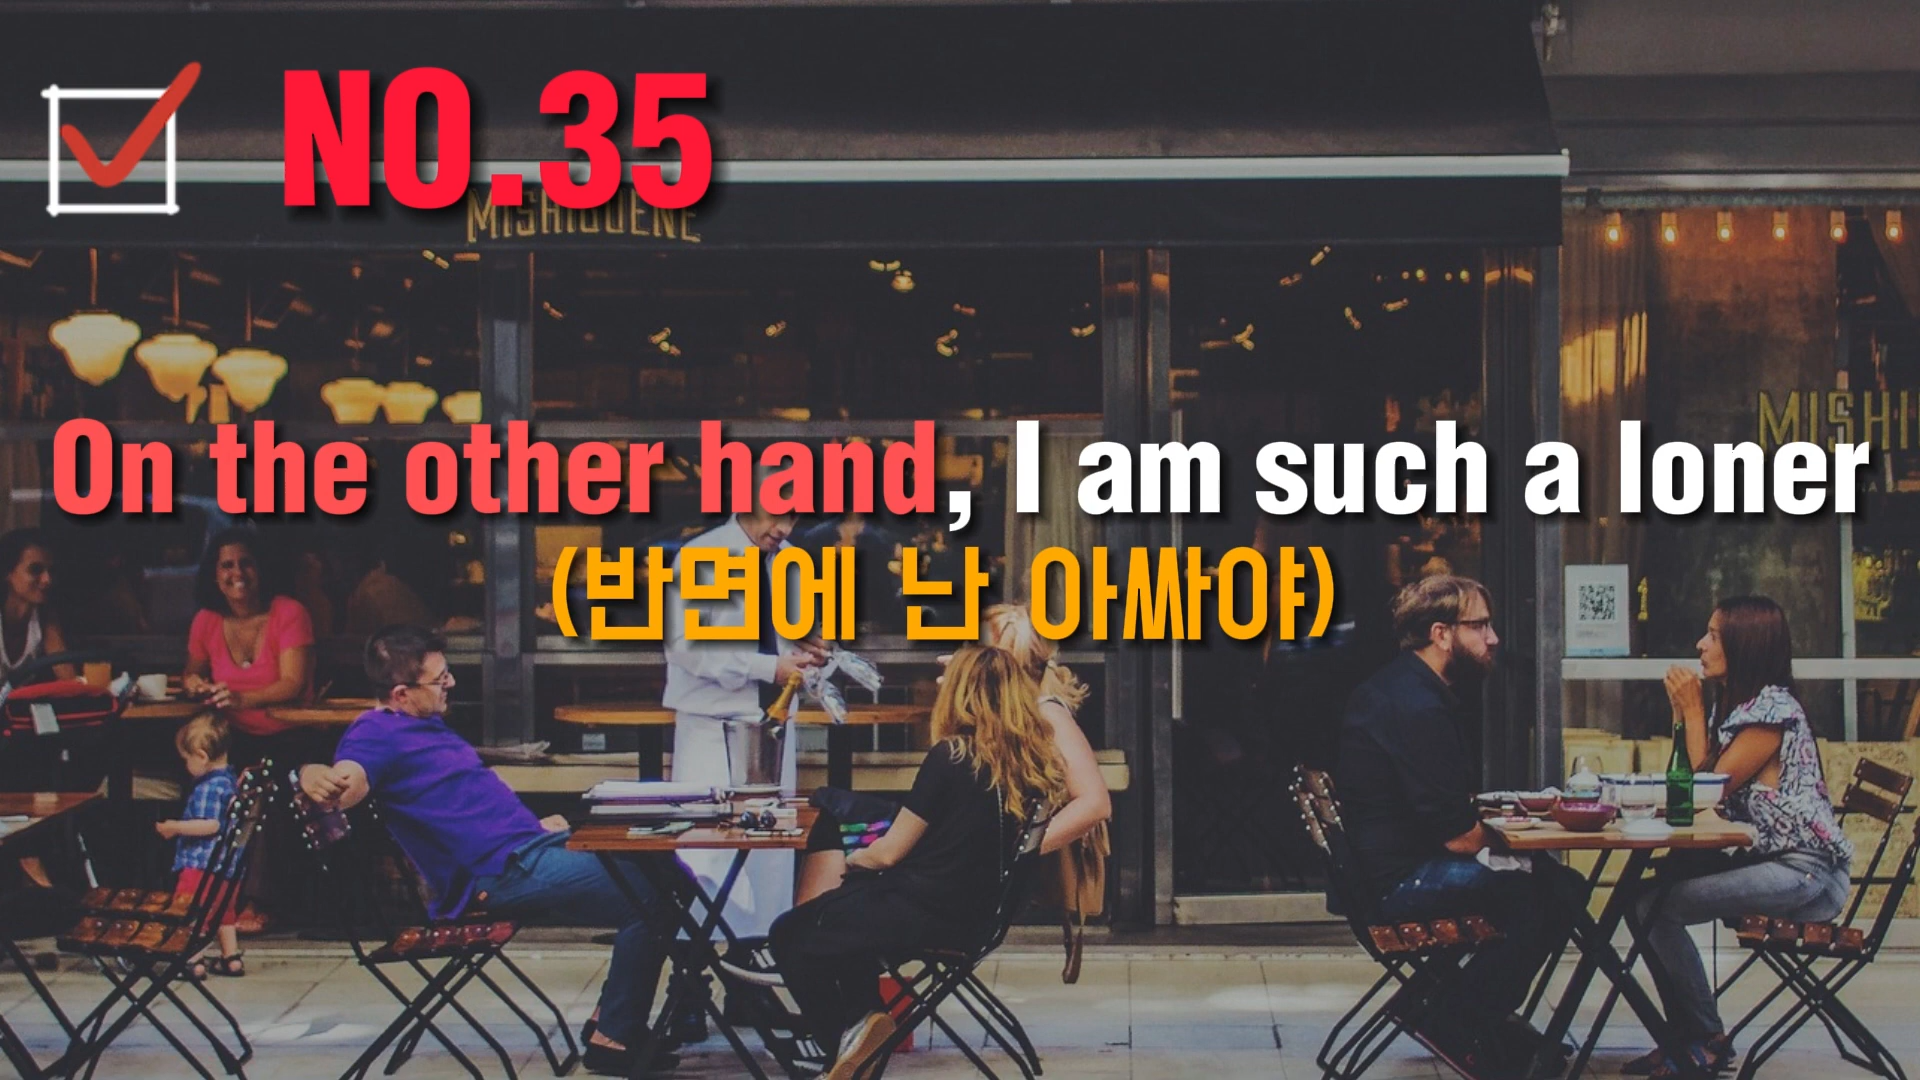 NO.35
MISHIGUENE
MISHI
On the other hand, I am such a loner
(반면에 난 아싸야)